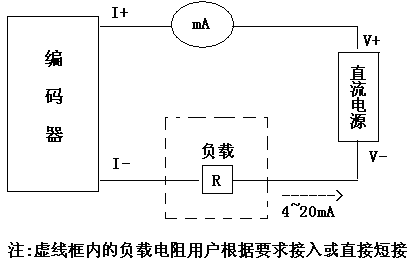 I+
mA
V+
编码器
直流电源
负载
I-
R
V-
4~20mA
注:虚线框内的负载电阻用户根据要求接入或直接短接